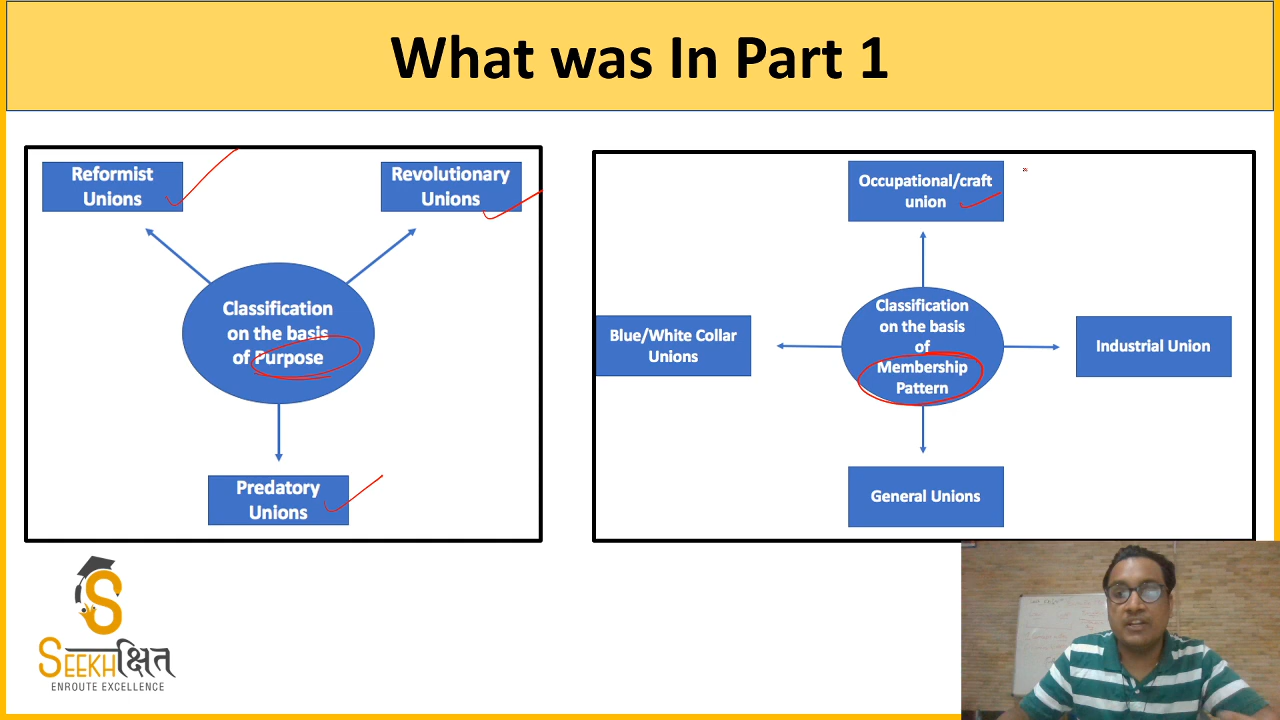 What was In Part 1
Reformist
Unions
Revolutionary
Unions
Classification
on the basis
of Purpose
Predatory
Unions
Occupational/craft
union
Blue/White Collar
Unions
Classification
on the basis
of
Membership
Pattern
Industrial Union
General Unions
SEEKHक्षित
ENROUTE EXCELLENCE